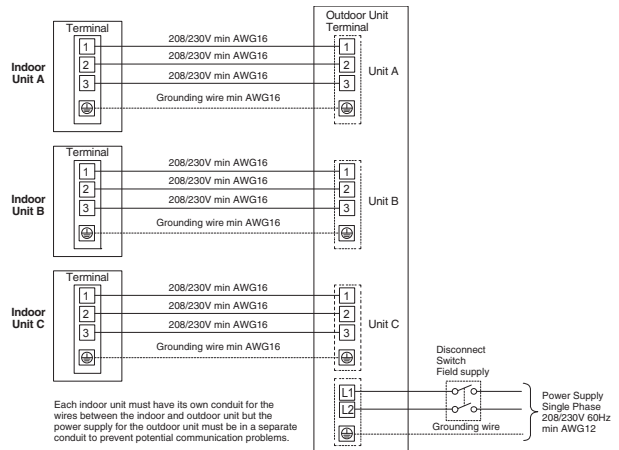 Outdoor Unit
Terminal
Terminal
Indoor
Unit A
1
208/230V min AWG16
1
2
208/230V min AWG16
2
3
208/230V min AWG16
3
Unit A
Grounding wire min AWG16
Terminal
Indoor
Unit B
1
208/230V min AWG16
1
2
208/230V min AWG16
2
3
208/230V min AWG16
3
Unit B
Grounding wire min AWG16
Terminal
Indoor
Unit C
1
208/230V min AWG16
1
2
208/230V min AWG16
2
3
208/230V min AWG16
3
Unit C
Grounding wire min AWG16
Disconnect
Switch
Field supply
L1
L2
Grounding wire
Power Supply
Single Phase
208/230V 60Hz
min AWG12
Each indoor unit must have its own conduit for the
wires between the indoor and outdoor unit but the
power supply for the outdoor unit must be in a separate
conduit to prevent potential communication problems.